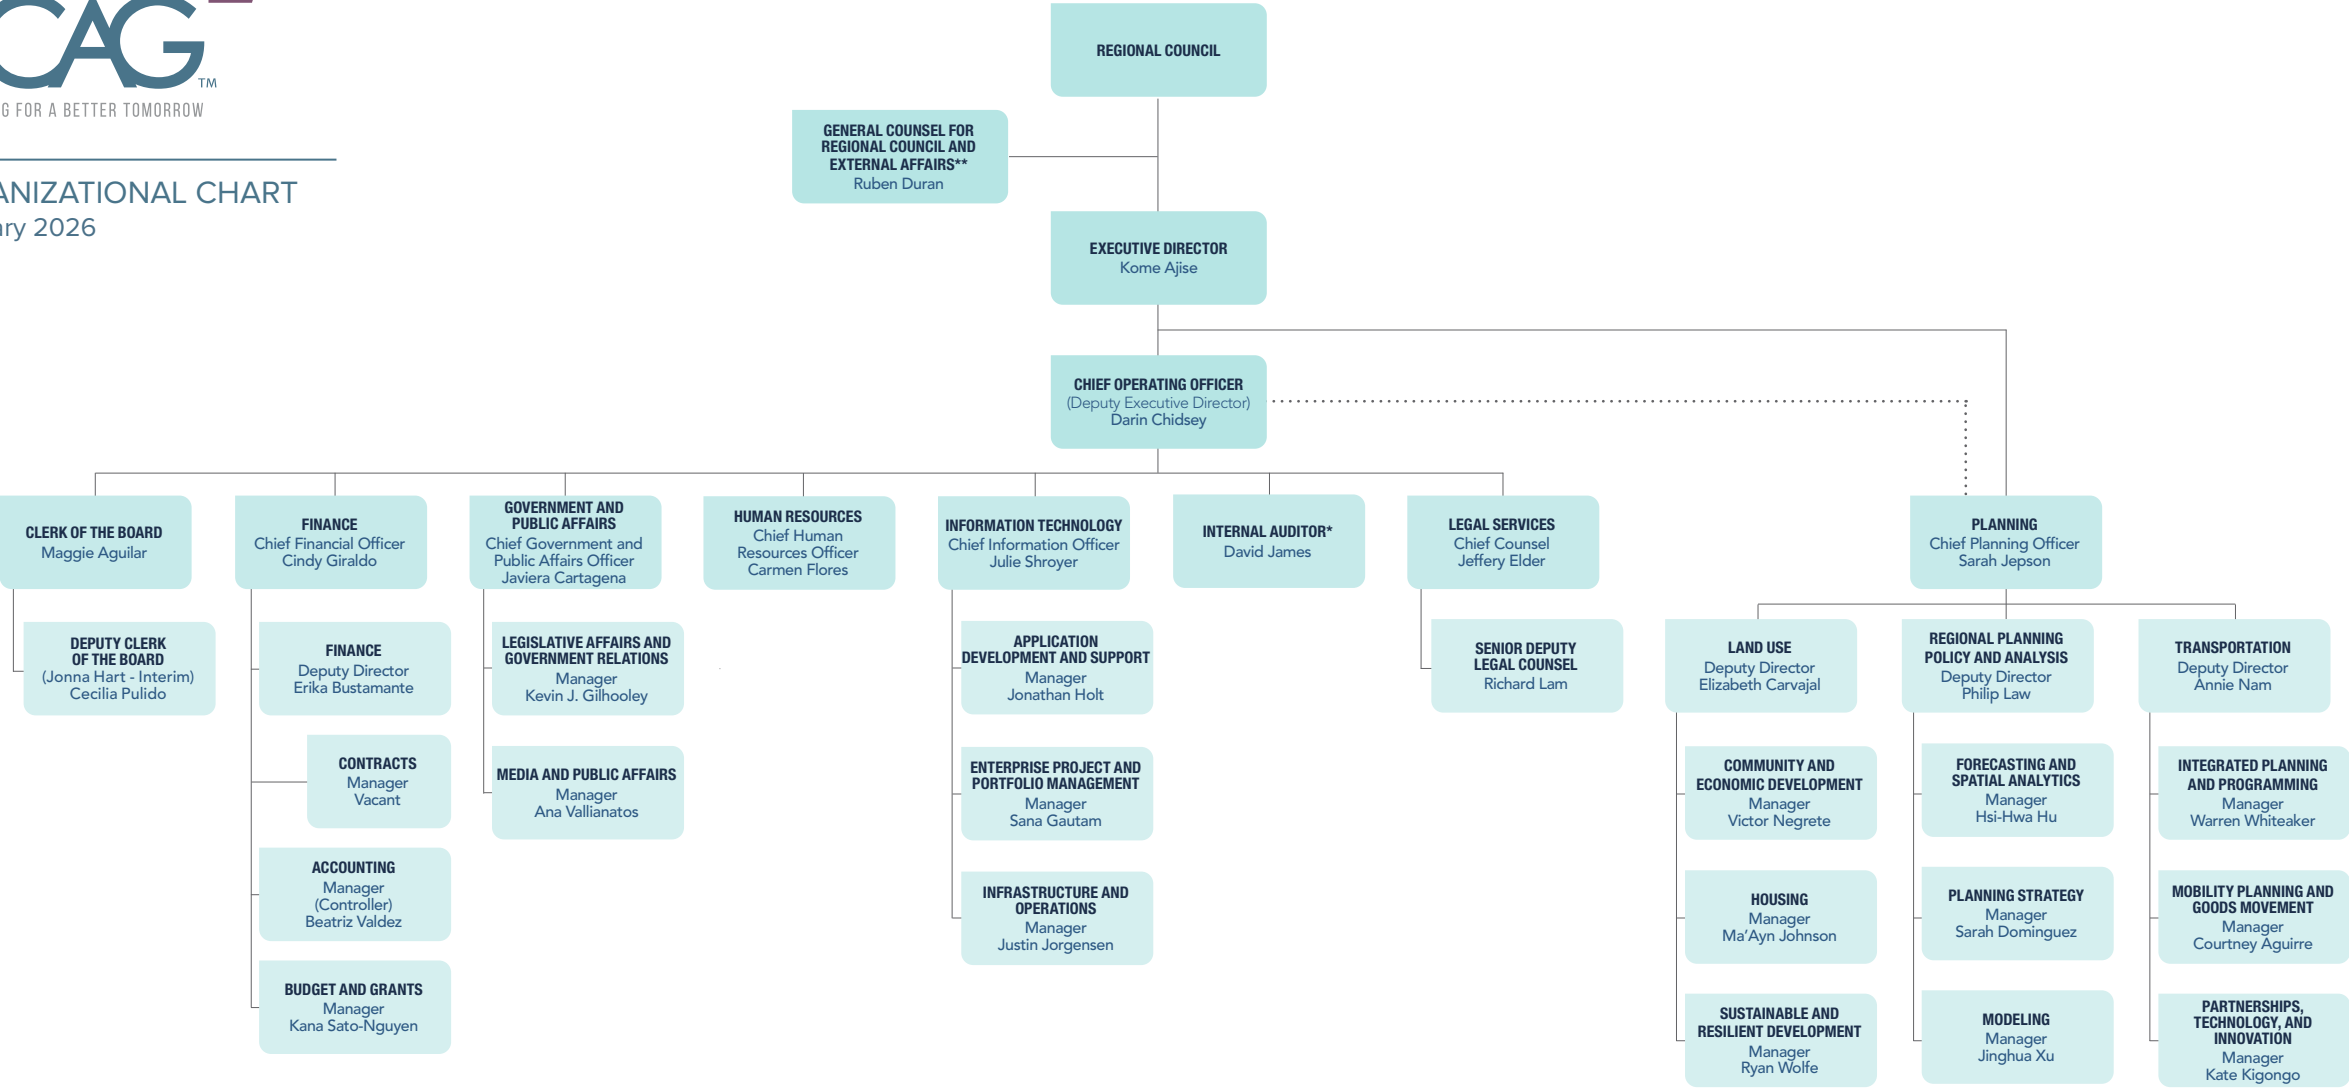 CAG™
G FOR A BETTER TOMORROW
ANIZATIONAL CHART
ary 2026
REGIONAL COUNCIL
GENERAL COUNSEL FOR
REGIONAL COUNCIL AND
EXTERNAL AFFAIRS**
Ruben Duran
EXECUTIVE DIRECTOR
Kome Ajise
CHIEF OPERATING OFFICER
(Deputy Executive Director)
Darin Chidsey
CLERK OF THE BOARD
Maggie Aguilar
DEPUTY CLERK
OF THE BOARD
(Jonna Hart - Interim)
Cecilia Pulido
FINANCE
Chief Financial Officer
Cindy Giraldo
FINANCE
Deputy Director
Erika Bustamante
CONTRACTS
Manager
Vacant
ACCOUNTING
Manager
(Controller)
Beatriz Valdez
BUDGET AND GRANTS
Manager
Kana Sato-Nguyen
GOVERNMENT AND
PUBLIC AFFAIRS
Chief Government and
Public Affairs Officer
Javiera Cartagena
LEGISLATIVE AFFAIRS AND
GOVERNMENT RELATIONS
Manager
Kevin J. Gilhooley
MEDIA AND PUBLIC AFFAIRS
Manager
Ana Vallianatos
HUMAN RESOURCES
Chief Human
Resources Officer
Carmen Flores
INFORMATION TECHNOLOGY
Chief Information Officer
Julie Shroyer
APPLICATION
DEVELOPMENT AND SUPPORT
Manager
Jonathan Holt
ENTERPRISE PROJECT AND
PORTFOLIO MANAGEMENT
Manager
Sana Gautam
INFRASTRUCTURE AND
OPERATIONS
Manager
Justin Jorgensen
INTERNAL AUDITOR*
David James
LEGAL SERVICES
Chief Counsel
Jeffery Elder
SENIOR DEPUTY
LEGAL COUNSEL
Richard Lam
PLANNING
Chief Planning Officer
Sarah Jepson
LAND USE
Deputy Director
Elizabeth Carvajal
COMMUNITY AND
ECONOMIC DEVELOPMENT
Manager
Victor Negrete
HOUSING
Manager
Ma’Ayn Johnson
SUSTAINABLE AND
RESILIENT DEVELOPMENT
Manager
Ryan Wolfe
REGIONAL PLANNING
POLICY AND ANALYSIS
Deputy Director
Philip Law
FORECASTING AND
SPATIAL ANALYTICS
Manager
Hsi-Hwa Hu
PLANNING STRATEGY
Manager
Sarah Dominguez
MODELING
Manager
Jinghua Xu
TRANSPORTATION
Deputy Director
Annie Nam
INTEGRATED PLANNING
AND PROGRAMMING
Manager
Warren Whiteaker
MOBILITY PLANNING AND
GOODS MOVEMENT
Manager
Courtney Aguirre
PARTNERSHIPS,
TECHNOLOGY, AND
INNOVATION
Manager
Kate Kigongo